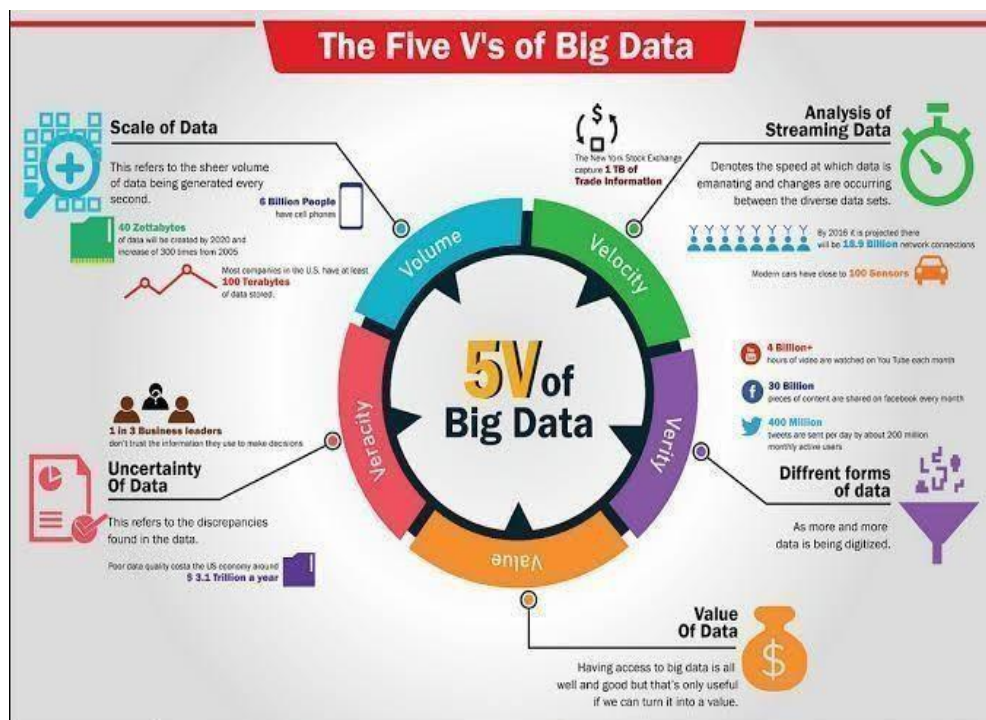 The Five V's of Big Data
Scale of Data
This refers to the sheer volume
of data being generated every
second.
6 Billion People
have cell phones
40 Zettabytes
of data will be created by 2020 and
increase of 300 times from 2005
Most companies in the U.S. have at least
100 Terabytes
of data stored.
$
The New York Stock Exchange
capture 1 TB of
Trade Information
Analysis of
Streaming Data
Denotes the speed at which data is
emanating and changes are occurring
between the diverse data sets.
By 2016 it is projected there
will be 18.9 Billion network connections
Modern cars have close to 100 Sensors
Volume
Velocity
Veracity
Verity
Value
5V of
Big Data
You
Tube
4 Billion+
hours of video are watched on You Tube each month
f
30 Billion
pieces of content are shared on facebook every month
400 Million
tweets are sent per day by about 200 million
monthly active users
Diffrent forms
of data
As more and more
data is being digitized.
1 in 3 Business leaders
don't trust the information they use to make decisions
Uncertainty
Of Data
This refers to the discrepancies
found in the data.
Poor data quality costa the US economy around
$ 3.1 Trillion a year
Value
Of Data
Having access to big data is all
well and good but that's only useful
if we can turn it into a value.
$